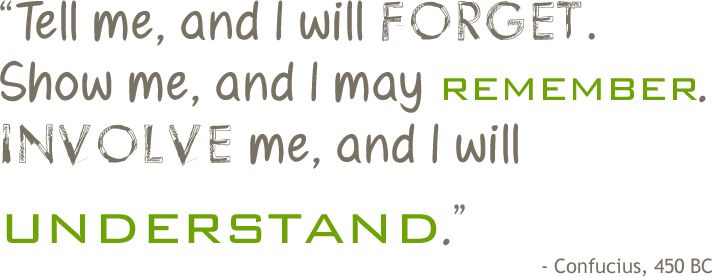 “Tell me, and I will FORGET.
Show me, and I may REMEMBER.
INVOLVE me, and I will
UNDERSTAND.”
- Confucius, 450 BC